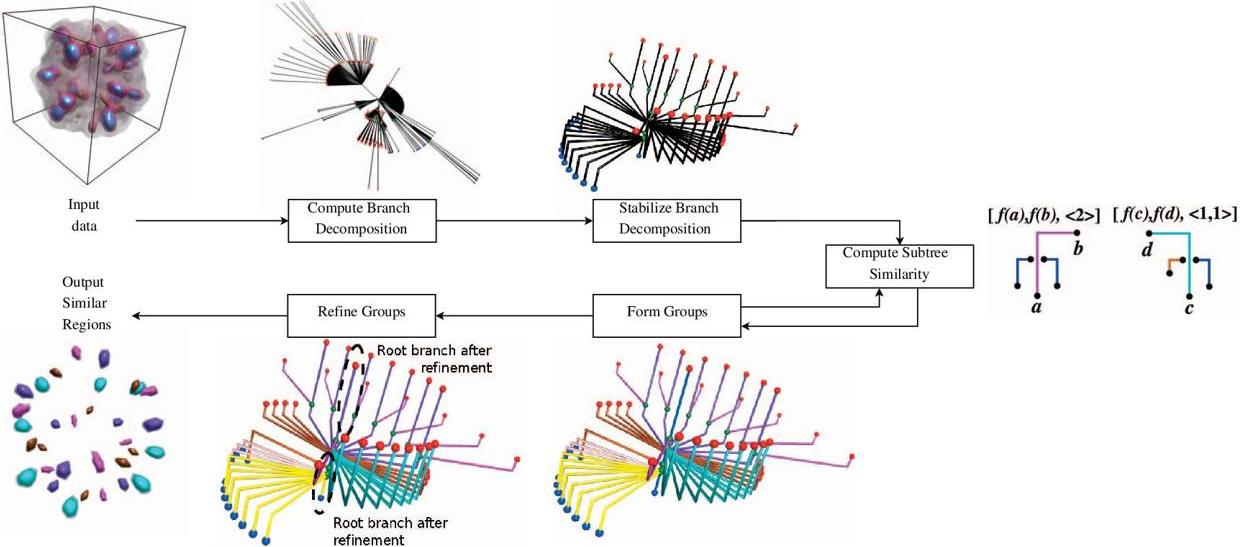 Input
data
Compute Branch
Decomposition
Stabilize Branch
Decomposition
Compute Subtree
Similarity
[ f(a),f(b), <2>]
[ f(c),f(d), <1,1>]
b
a
d
c
Output
Similar
Regions
Refine Groups
Form Groups
Root branch after
refinement
Root branch after
refinement